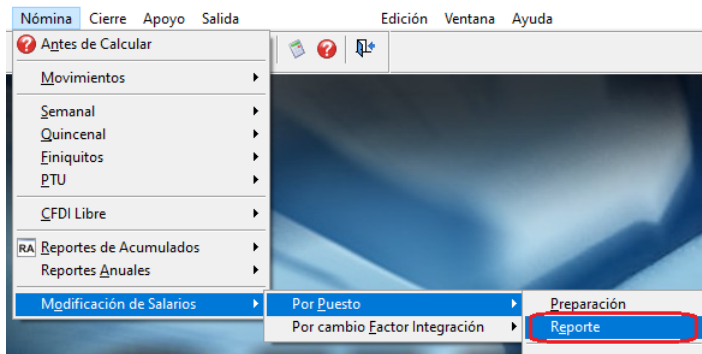 Nómina Cierre Apoyo Salida Edición Ventana Ayuda
Antes de Calcular
Movimientos
Semanal
Quincenal
Finiquitos
PTU
CFDI Libre
RA Reportes de Acumulados
Reportes Anuales
Modificación de Salarios Por Puesto Preparación
Por cambio Factor Integración Reporte